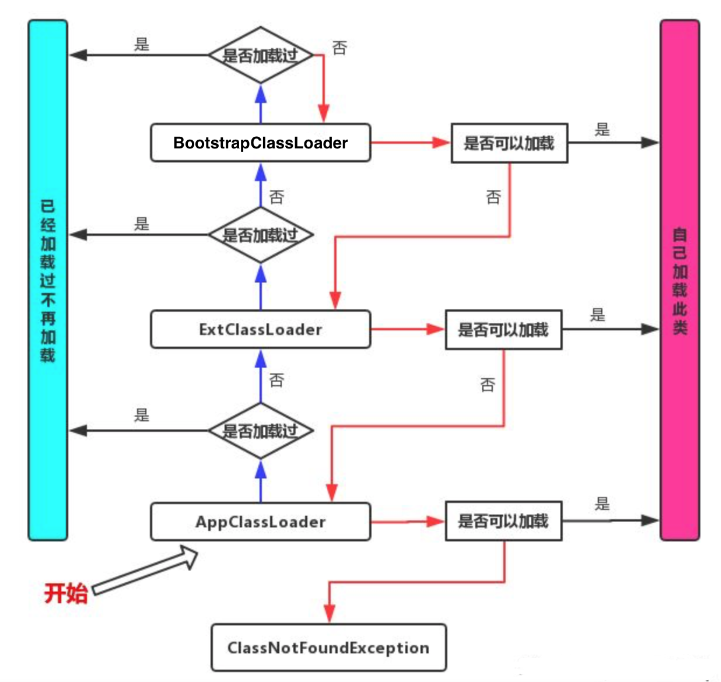 是
是否加载过
否
BootstrapClassLoader
是否可以加载
是
否
否
是
是否加载过
已经加载过不再加载
自己加载此类
ExtClassLoader
是否可以加载
是
否
否
是
是否加载过
AppClassLoader
是否可以加载
是
开始
ClassNotFoundException